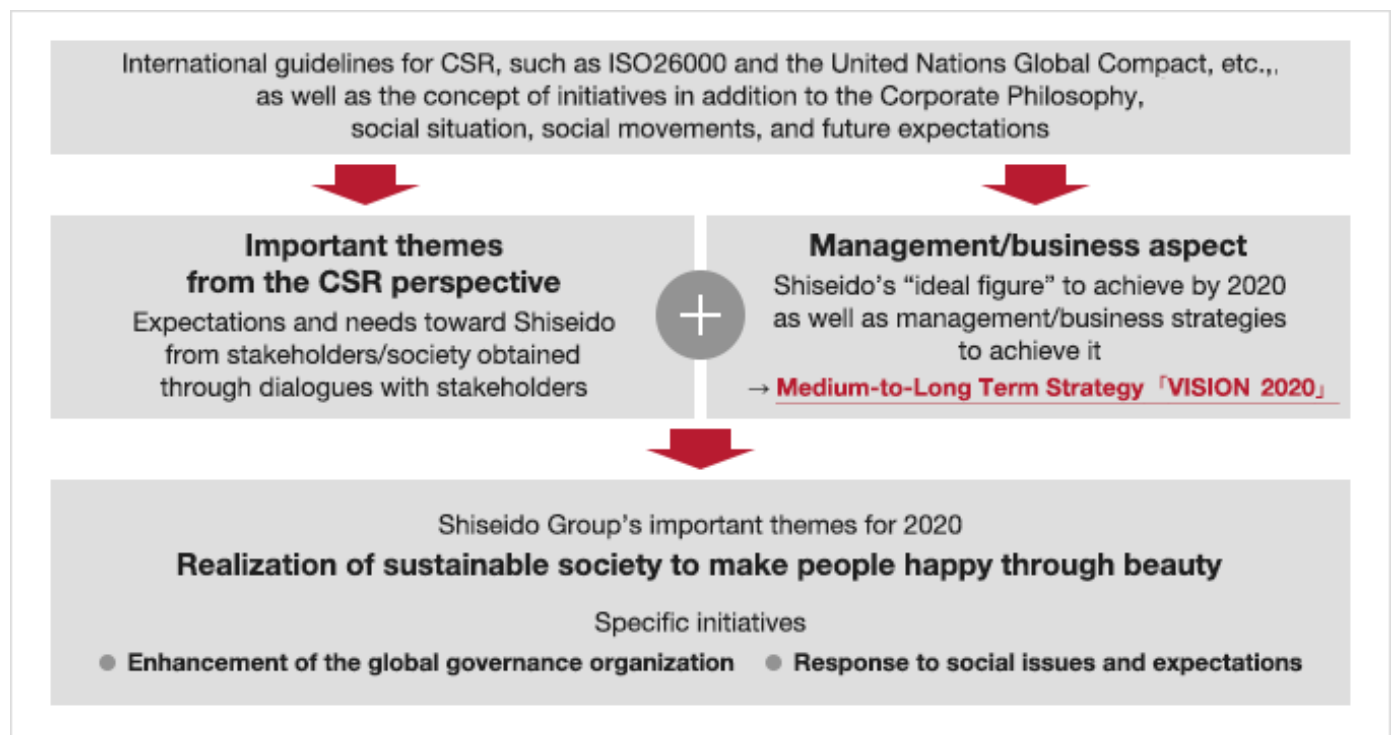 International guidelines for CSR, such as ISO26000 and the United Nations Global Compact, etc.,.
as well as the concept of initiatives in addition to the Corporate Philosophy,
social situation, social movements, and future expectations
Important themes
from the CSR perspective
Expectations and needs toward Shiseido
from stakeholders/society obtained
through dialogues with stakeholders
Management/business aspect
Shiseido's “ideal figure” to achieve by 2020
as well as management/business strategies
to achieve it
→ Medium-to-Long Term Strategy「VISION 2020」
Shiseido Group's important themes for 2020
Realization of sustainable society to make people happy through beauty
Specific initiatives
● Enhancement of the global governance organization ● Response to social issues and expectations